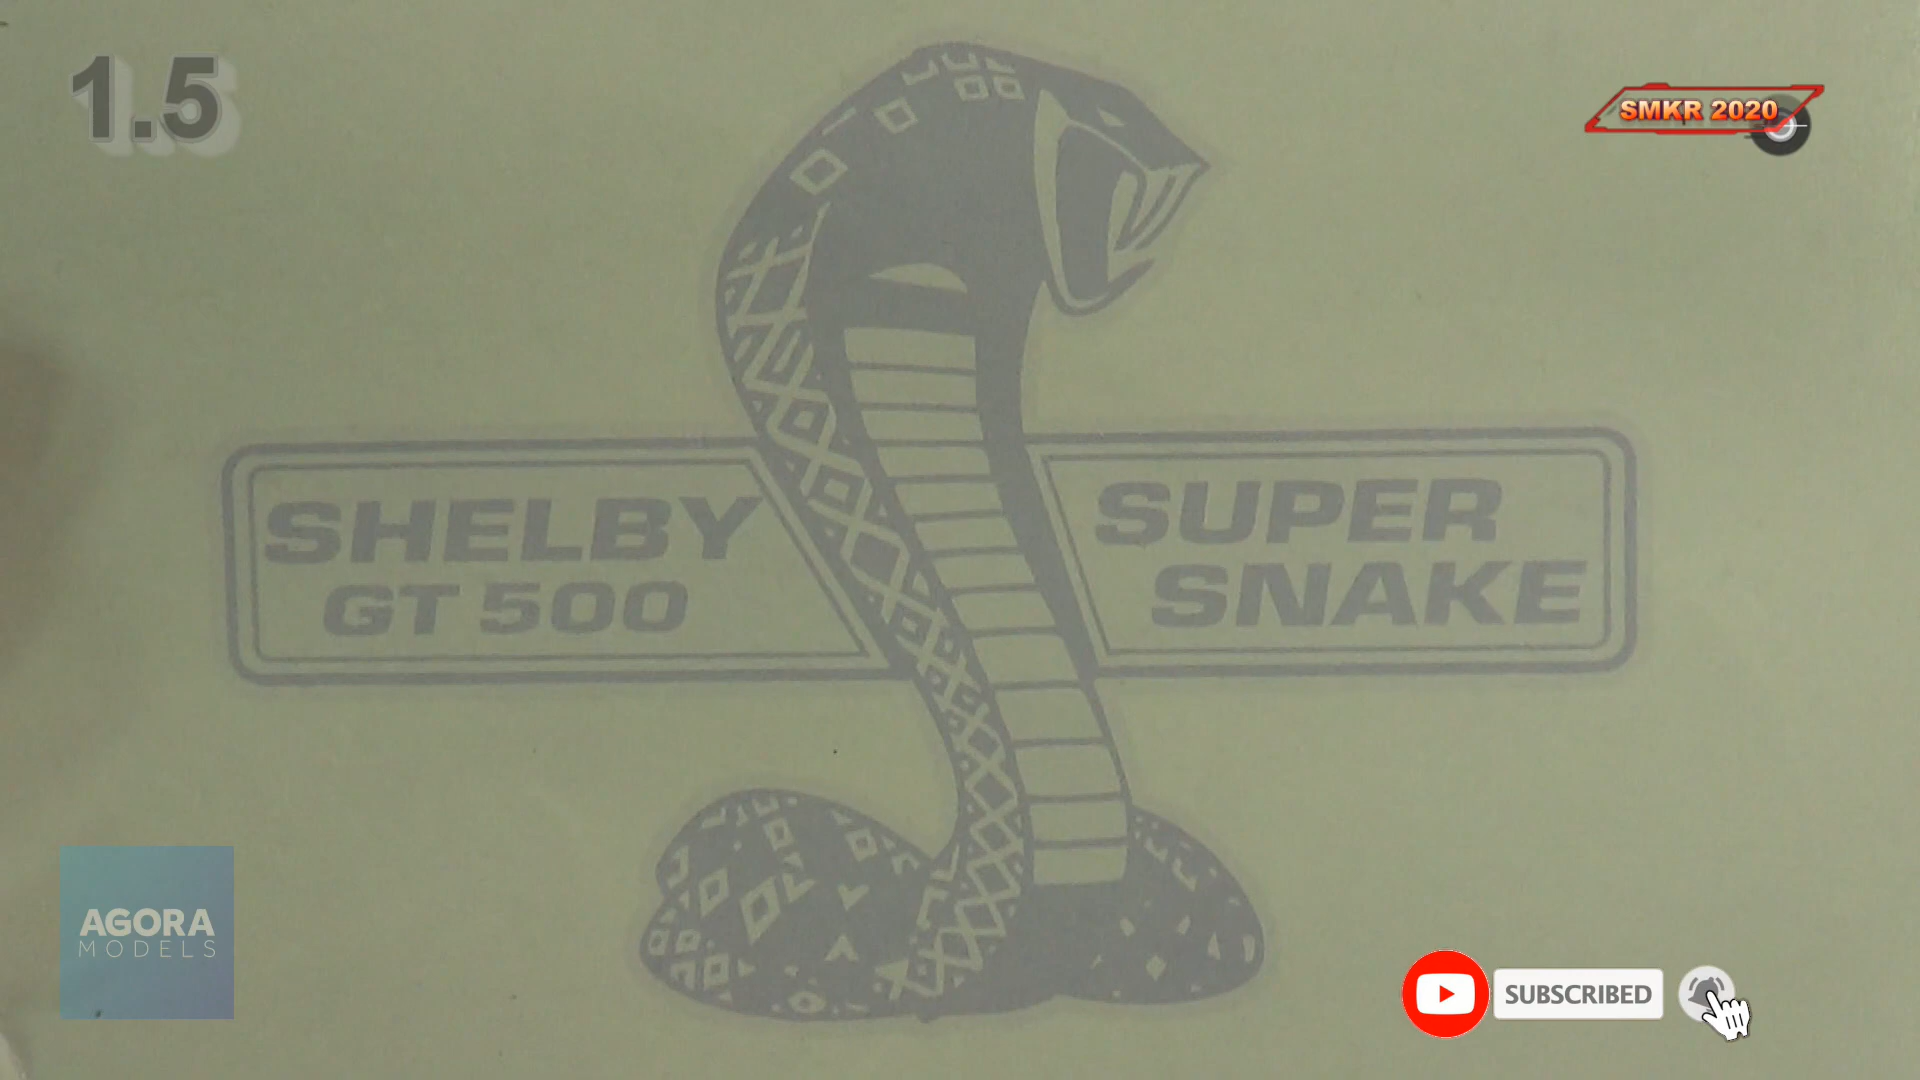 1.5
SMKR 2020
SHELBY
GT 500
SUPER
SNAKE
AGORA
MODELS
SUBSCRIBED